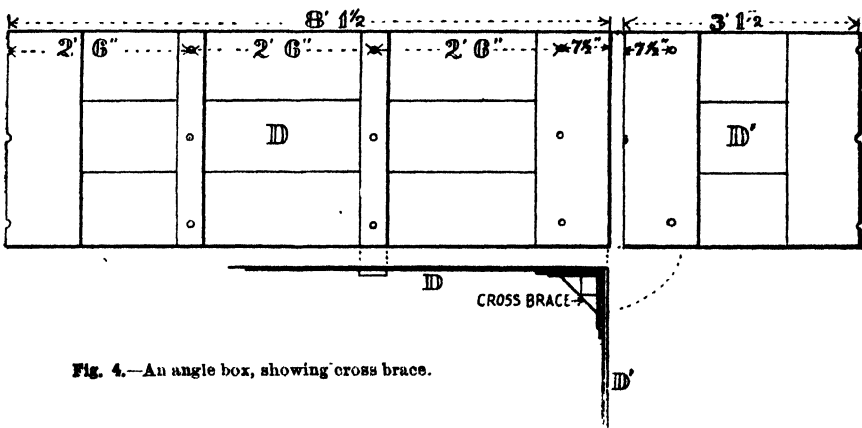 8' 1½ 3' 1½
2' 6" 2' 6" 2' 6" 7½" 7½"
D D'
D
CROSS BRACE
D'
Fig. 4.—An angle box, showing cross brace.